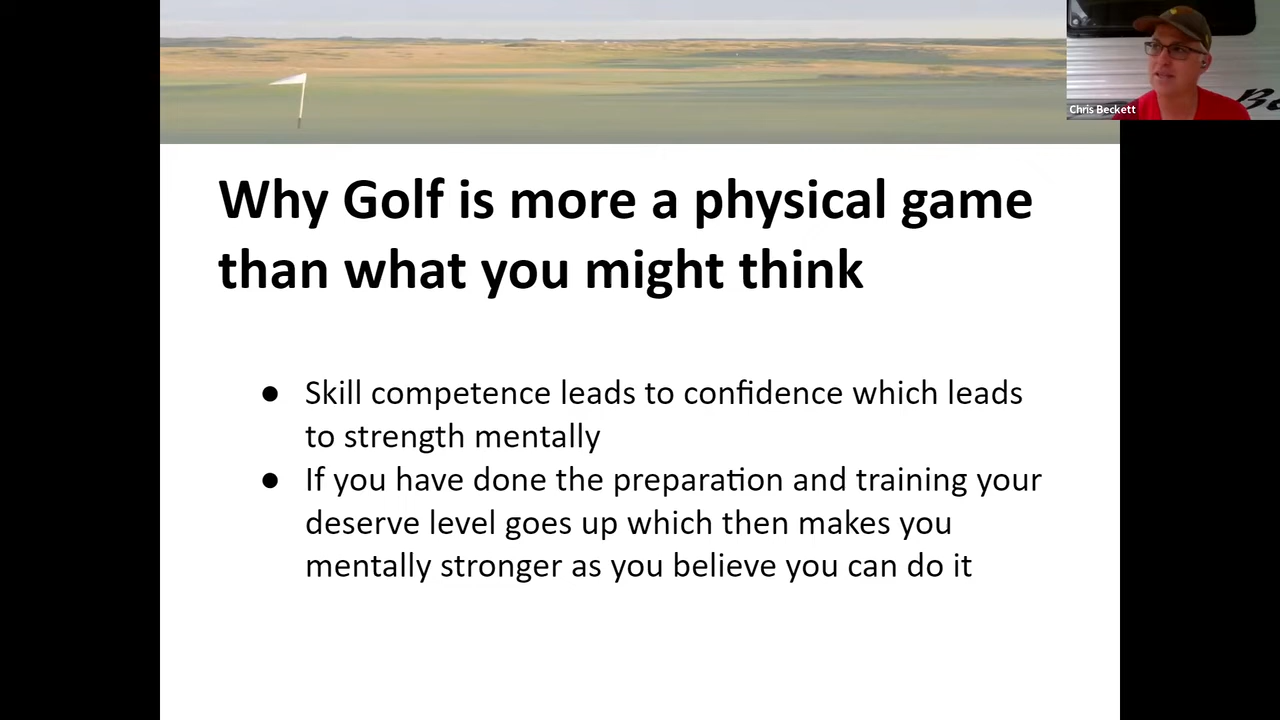 Chris Beckett
Why Golf is more a physical game
than what you might think
● Skill competence leads to confidence which leads
to strength mentally
● If you have done the preparation and training your
deserve level goes up which then makes you
mentally stronger as you believe you can do it